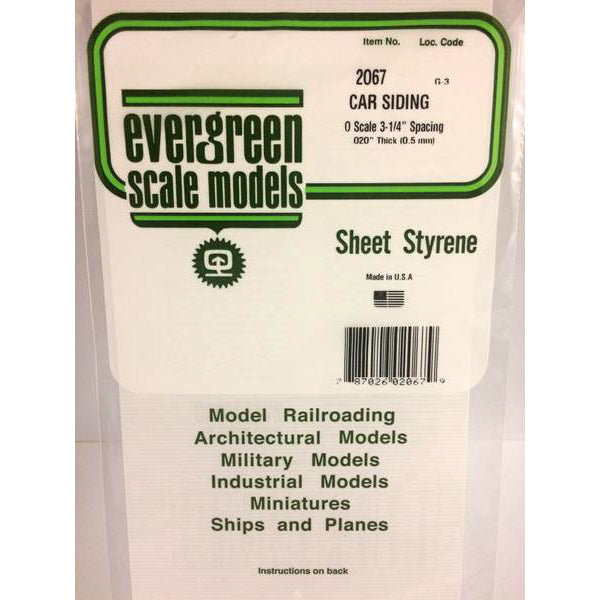 Item No. Loc. Code
2067 G-3
CAR SIDING
O Scale 3-1/4" Spacing
.020" Thick (0.5 mm)
evergreen
scale models
Sheet Styrene
Made in U.S.A
7 87026 02067 9
Model Railroading
Architectural Models
Military Models
Industrial Models
Miniatures
Ships and Planes
Instructions on back